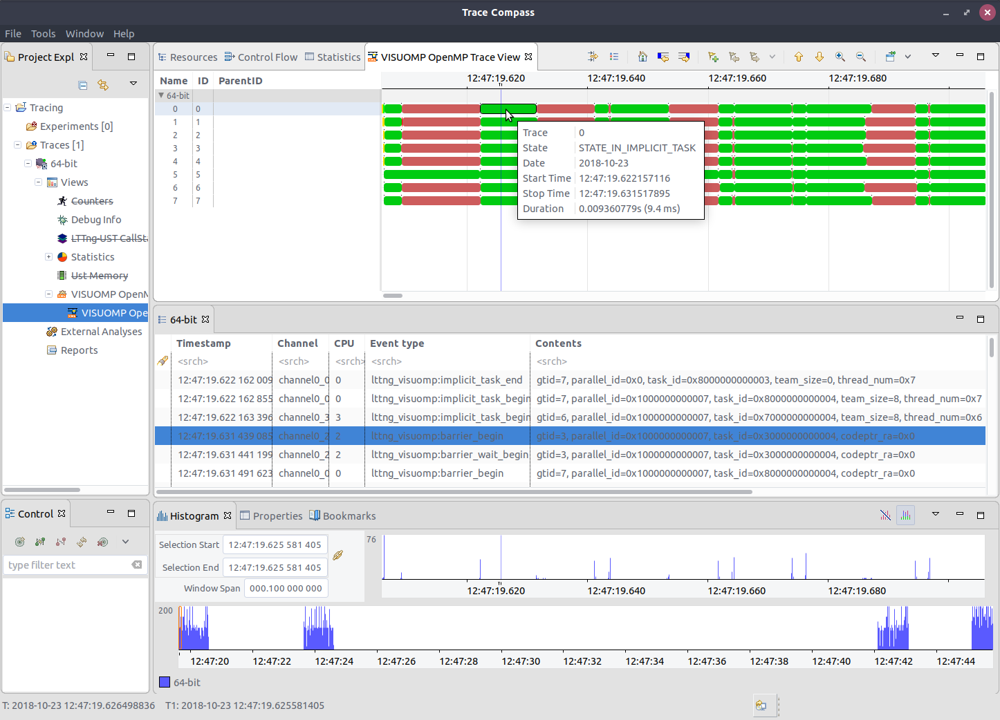 Trace Compass
File Tools Window Help
Project Expl
Tracing
Experiments [0]
Traces [1]
64-bit
Views
Counters
Debug Info
LTTng-UST CallSta
Statistics
Ust Memory
VISUOMP OpenM
VISUOMP Ope
External Analyses
Reports
Resources Control Flow Statistics VISUOMP OpenMP Trace View
Name ID ParentID
12:47:19.620 12:47:19.640 12:47:19.660 12:47:19.680
64-bit
0 0
1 1
2 2
3 3
4 4
5 5
6 6
7 7
Trace 0
State STATE_IN_IMPLICIT_TASK
Date 2018-10-23
Start Time 12:47:19.622157116
Stop Time 12:47:19.631517895
Duration 0.009360779s (9.4 ms)
64-bit
Timestamp Channel CPU Event type Contents
<srch> <srch> <srch> <srch> <srch>
12:47:19.622 162 009 channel0_0 0 lttng_visuomp:implicit_task_end gtid=7, parallel_id=0x0, task_id=0x8000000000003, team_size=0, thread_num=0x7
12:47:19.622 162 855 channel0_0 0 lttng_visuomp:implicit_task_begin gtid=7, parallel_id=0x1000000000007, task_id=0x8000000000004, team_size=8, thread_num=0x7
12:47:19.622 163 396 channel0_3 3 lttng_visuomp:implicit_task_begin gtid=6, parallel_id=0x1000000000007, task_id=0x7000000000004, team_size=8, thread_num=0x6
12:47:19.631 439 085 channel0_2 2 lttng_visuomp:barrier_begin gtid=3, parallel_id=0x1000000000007, task_id=0x3000000000004, codeptr_ra=0x0
12:47:19.631 441 199 channel0_2 2 lttng_visuomp:barrier_wait_begin gtid=3, parallel_id=0x1000000000007, task_id=0x3000000000004, codeptr_ra=0x0
12:47:19.631 491 623 channel0_0 0 lttng_visuomp:barrier_begin gtid=7, parallel_id=0x1000000000007, task_id=0x8000000000004, codeptr_ra=0x0
Control
type filter text
Histogram Properties Bookmarks
Selection Start 12:47:19.625 581 405
Selection End 12:47:19.625 581 405
Window Span 000.100 000 000
76
12:47:19.620 12:47:19.640 12:47:19.660 12:47:19.680
200
12:47:20 12:47:22 12:47:24 12:47:26 12:47:28 12:47:30 12:47:32 12:47:34 12:47:36 12:47:38 12:47:40 12:47:42 12:47:44
64-bit
T: 2018-10-23 12:47:19.626498836 T1: 2018-10-23 12:47:19.625581405